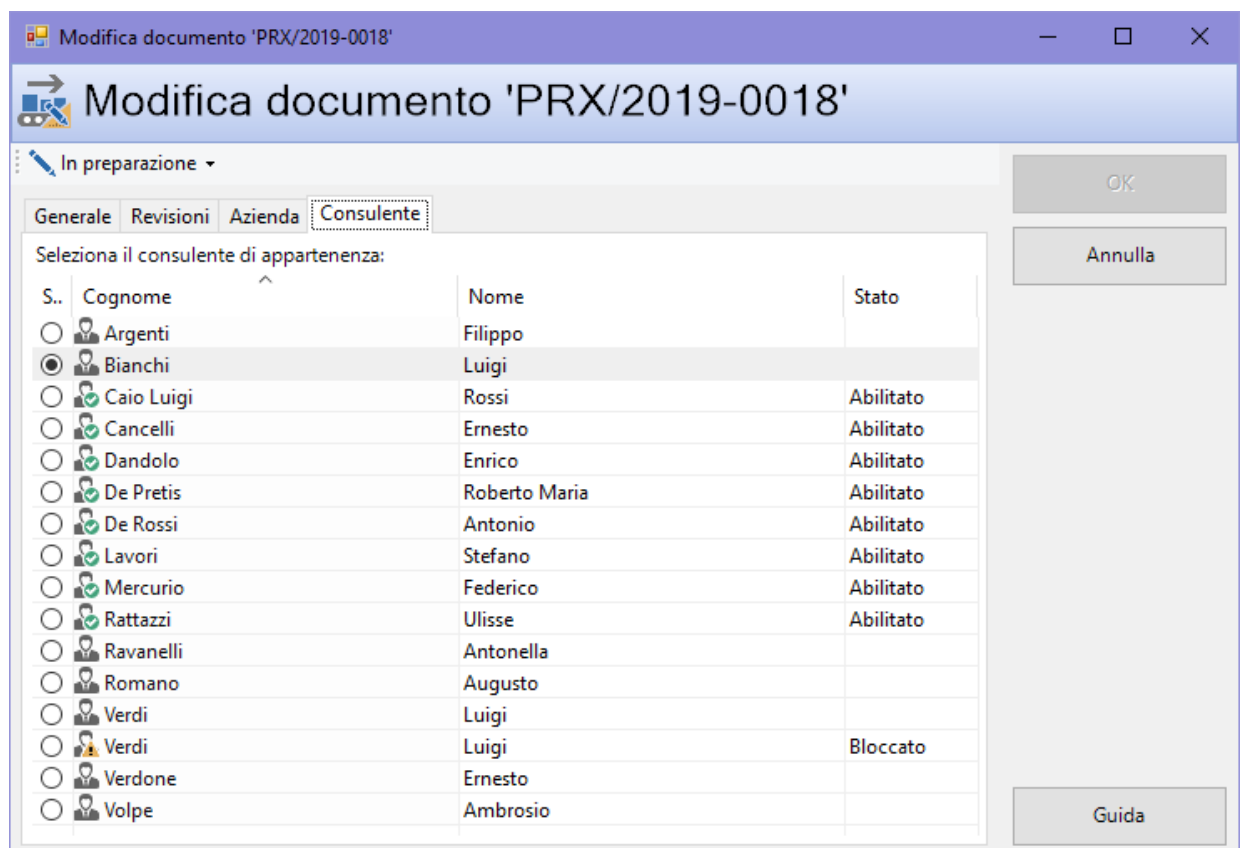 Modifica documento 'PRX/2019-0018'
Modifica documento 'PRX/2019-0018'
In preparazione
OK
Generale Revisioni Azienda Consulente
Seleziona il consulente di appartenenza:
Annulla
S.. Cognome Nome Stato
Argenti Filippo
Bianchi Luigi
Caio Luigi Rossi Abilitato
Cancelli Ernesto Abilitato
Dandolo Enrico Abilitato
De Pretis Roberto Maria Abilitato
De Rossi Antonio Abilitato
Lavori Stefano Abilitato
Mercurio Federico Abilitato
Rattazzi Ulisse Abilitato
Ravanelli Antonella
Romano Augusto
Verdi Luigi
Verdi Luigi Bloccato
Verdone Ernesto
Volpe Ambrosio
Guida